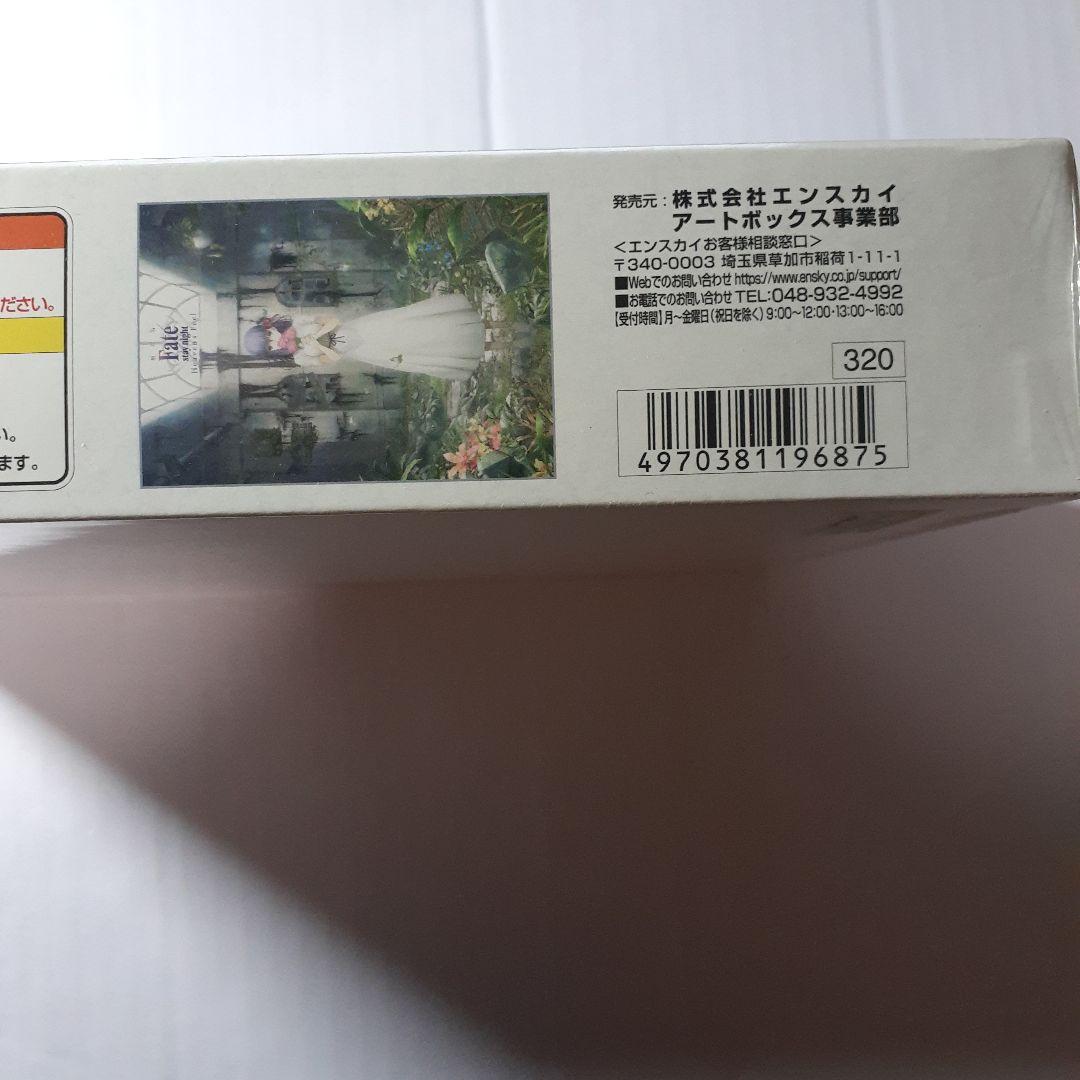 ださい。
い。
ます。
Fate
stay night
Heaven's Feel
発売元：株式会社エンスカイ
アートボックス事業部
＜エンスカイお客様相談窓口＞
〒340-0003 埼玉県草加市稲荷1-11-1
■Webでのお問い合わせ https://www.ensky.co.jp/support/
■お電話でのお問い合わせ TEL:048-932-4992
【受付時間】月～金曜日(祝日を除く) 9:00～12:00・13:00～16:00
320
4970381196875